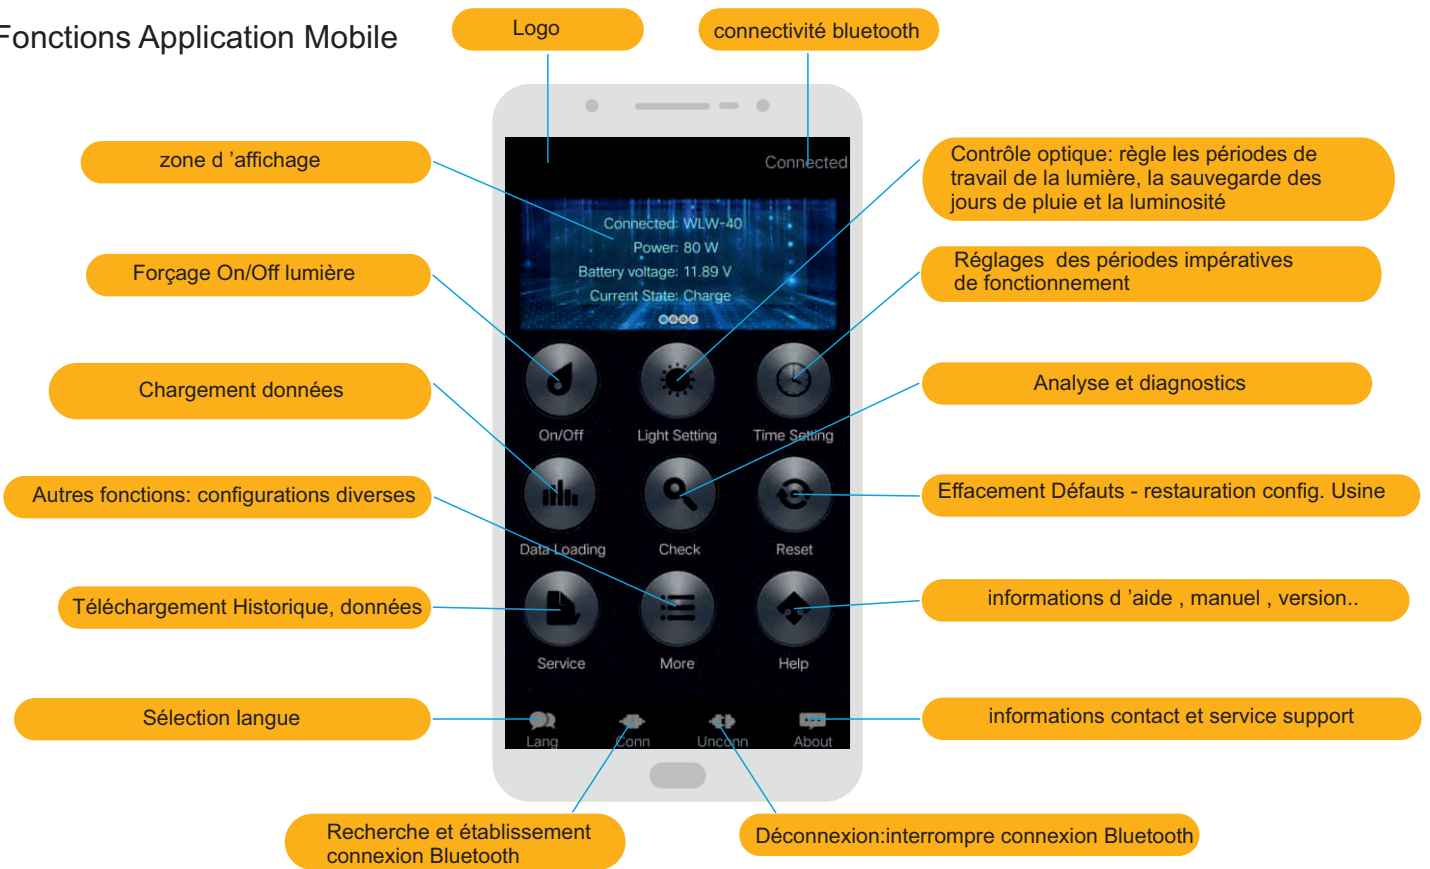 Fonctions Application Mobile
Logo
connectivité bluetooth
zone d ’affichage
Forçage On/Off lumière
Chargement données
Autres fonctions: configurations diverses
Téléchargement Historique, données
Sélection langue
Connected
Connected: WLW-40
Power: 80 W
Battery voltage: 11.89 V
Current State: Charge
On/Off
Light Setting
Time Setting
Data Loading
Check
Reset
Service
More
Help
Lang
Conn
Unconn
About
Contrôle optique: règle les périodes de
travail de la lumière, la sauvegarde des
jours de pluie et la luminosité
Réglages des périodes impératives
de fonctionnement
Analyse et diagnostics
Effacement Défauts - restauration config. Usine
informations d ’aide , manuel , version..
informations contact et service support
Recherche et établissement
connexion Bluetooth
Déconnexion:interrompre connexion Bluetooth